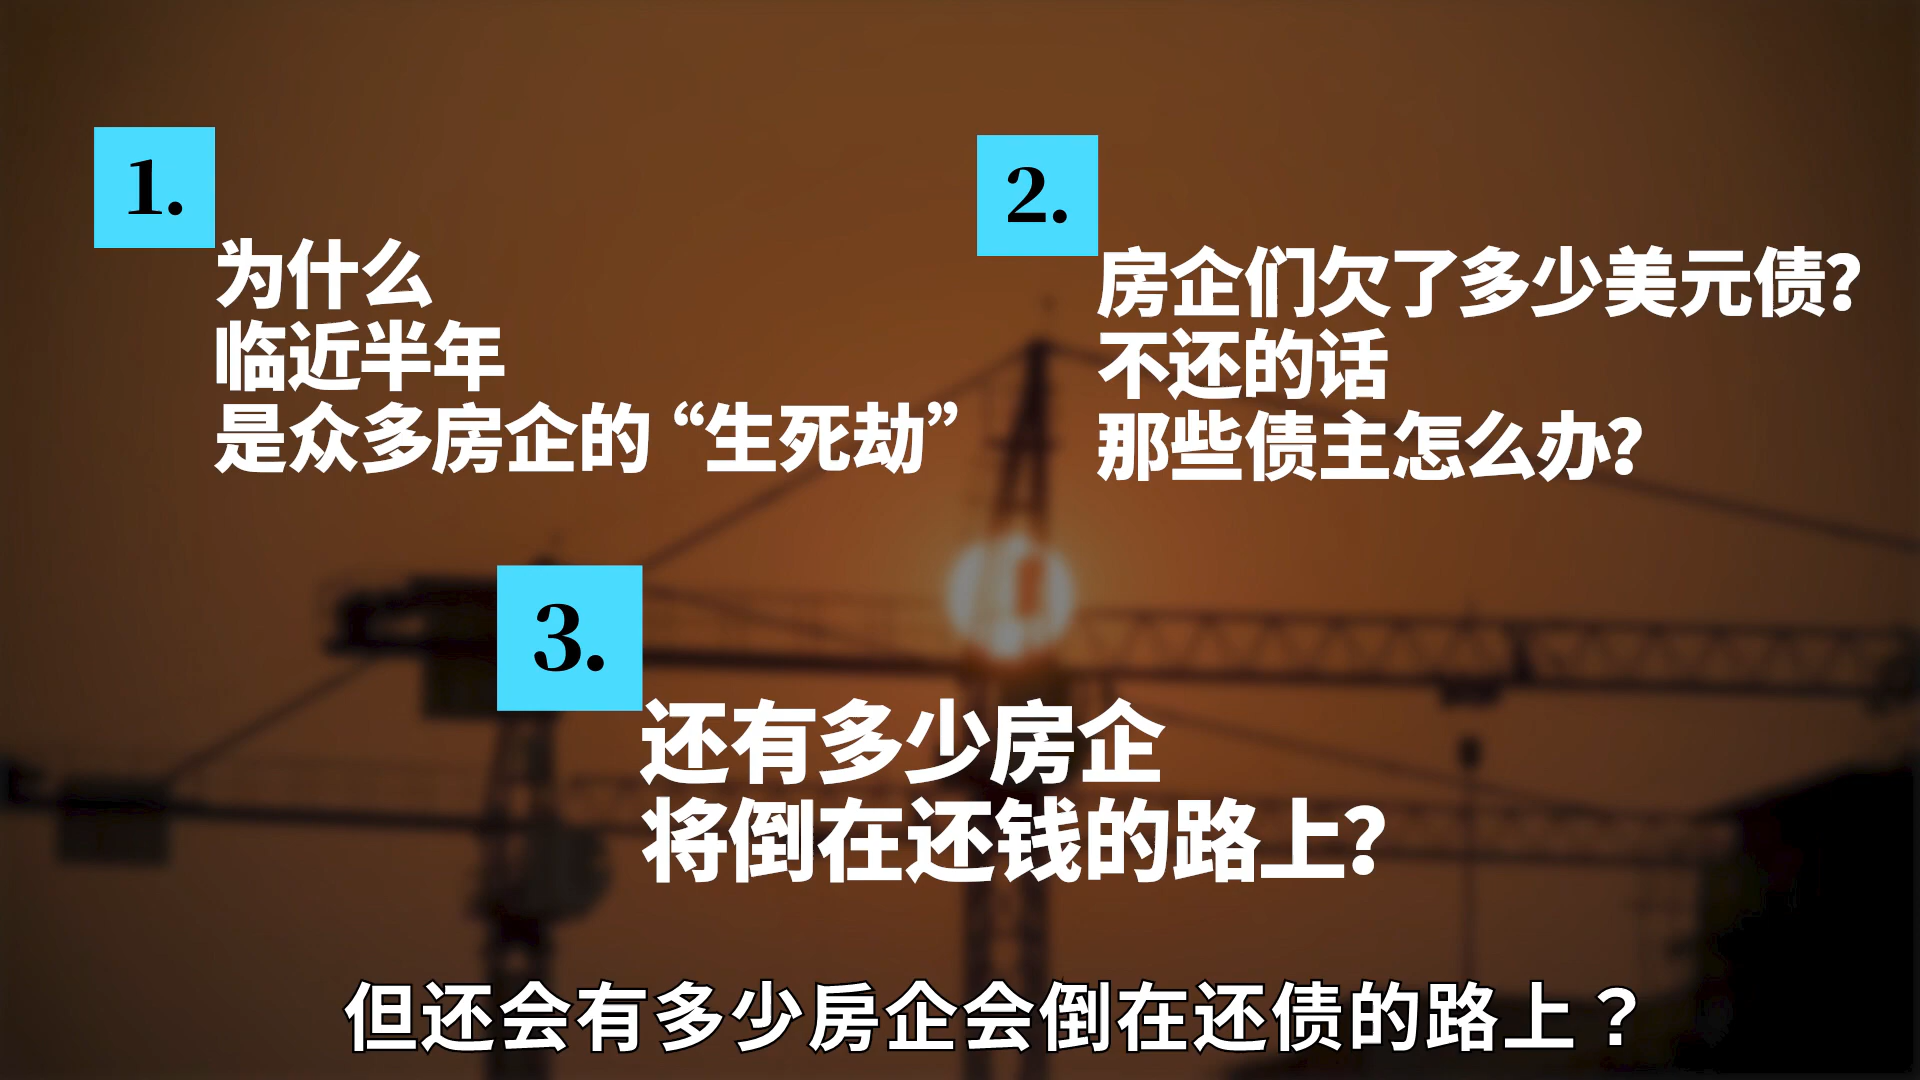 1.
为什么
临近半年
是众多房企的“生死劫”
2.
房企们欠了多少美元债？
不还的话
那些债主怎么办？
3.
还有多少房企
将倒在还钱的路上？
但还会有多少房企会倒在还债的路上？